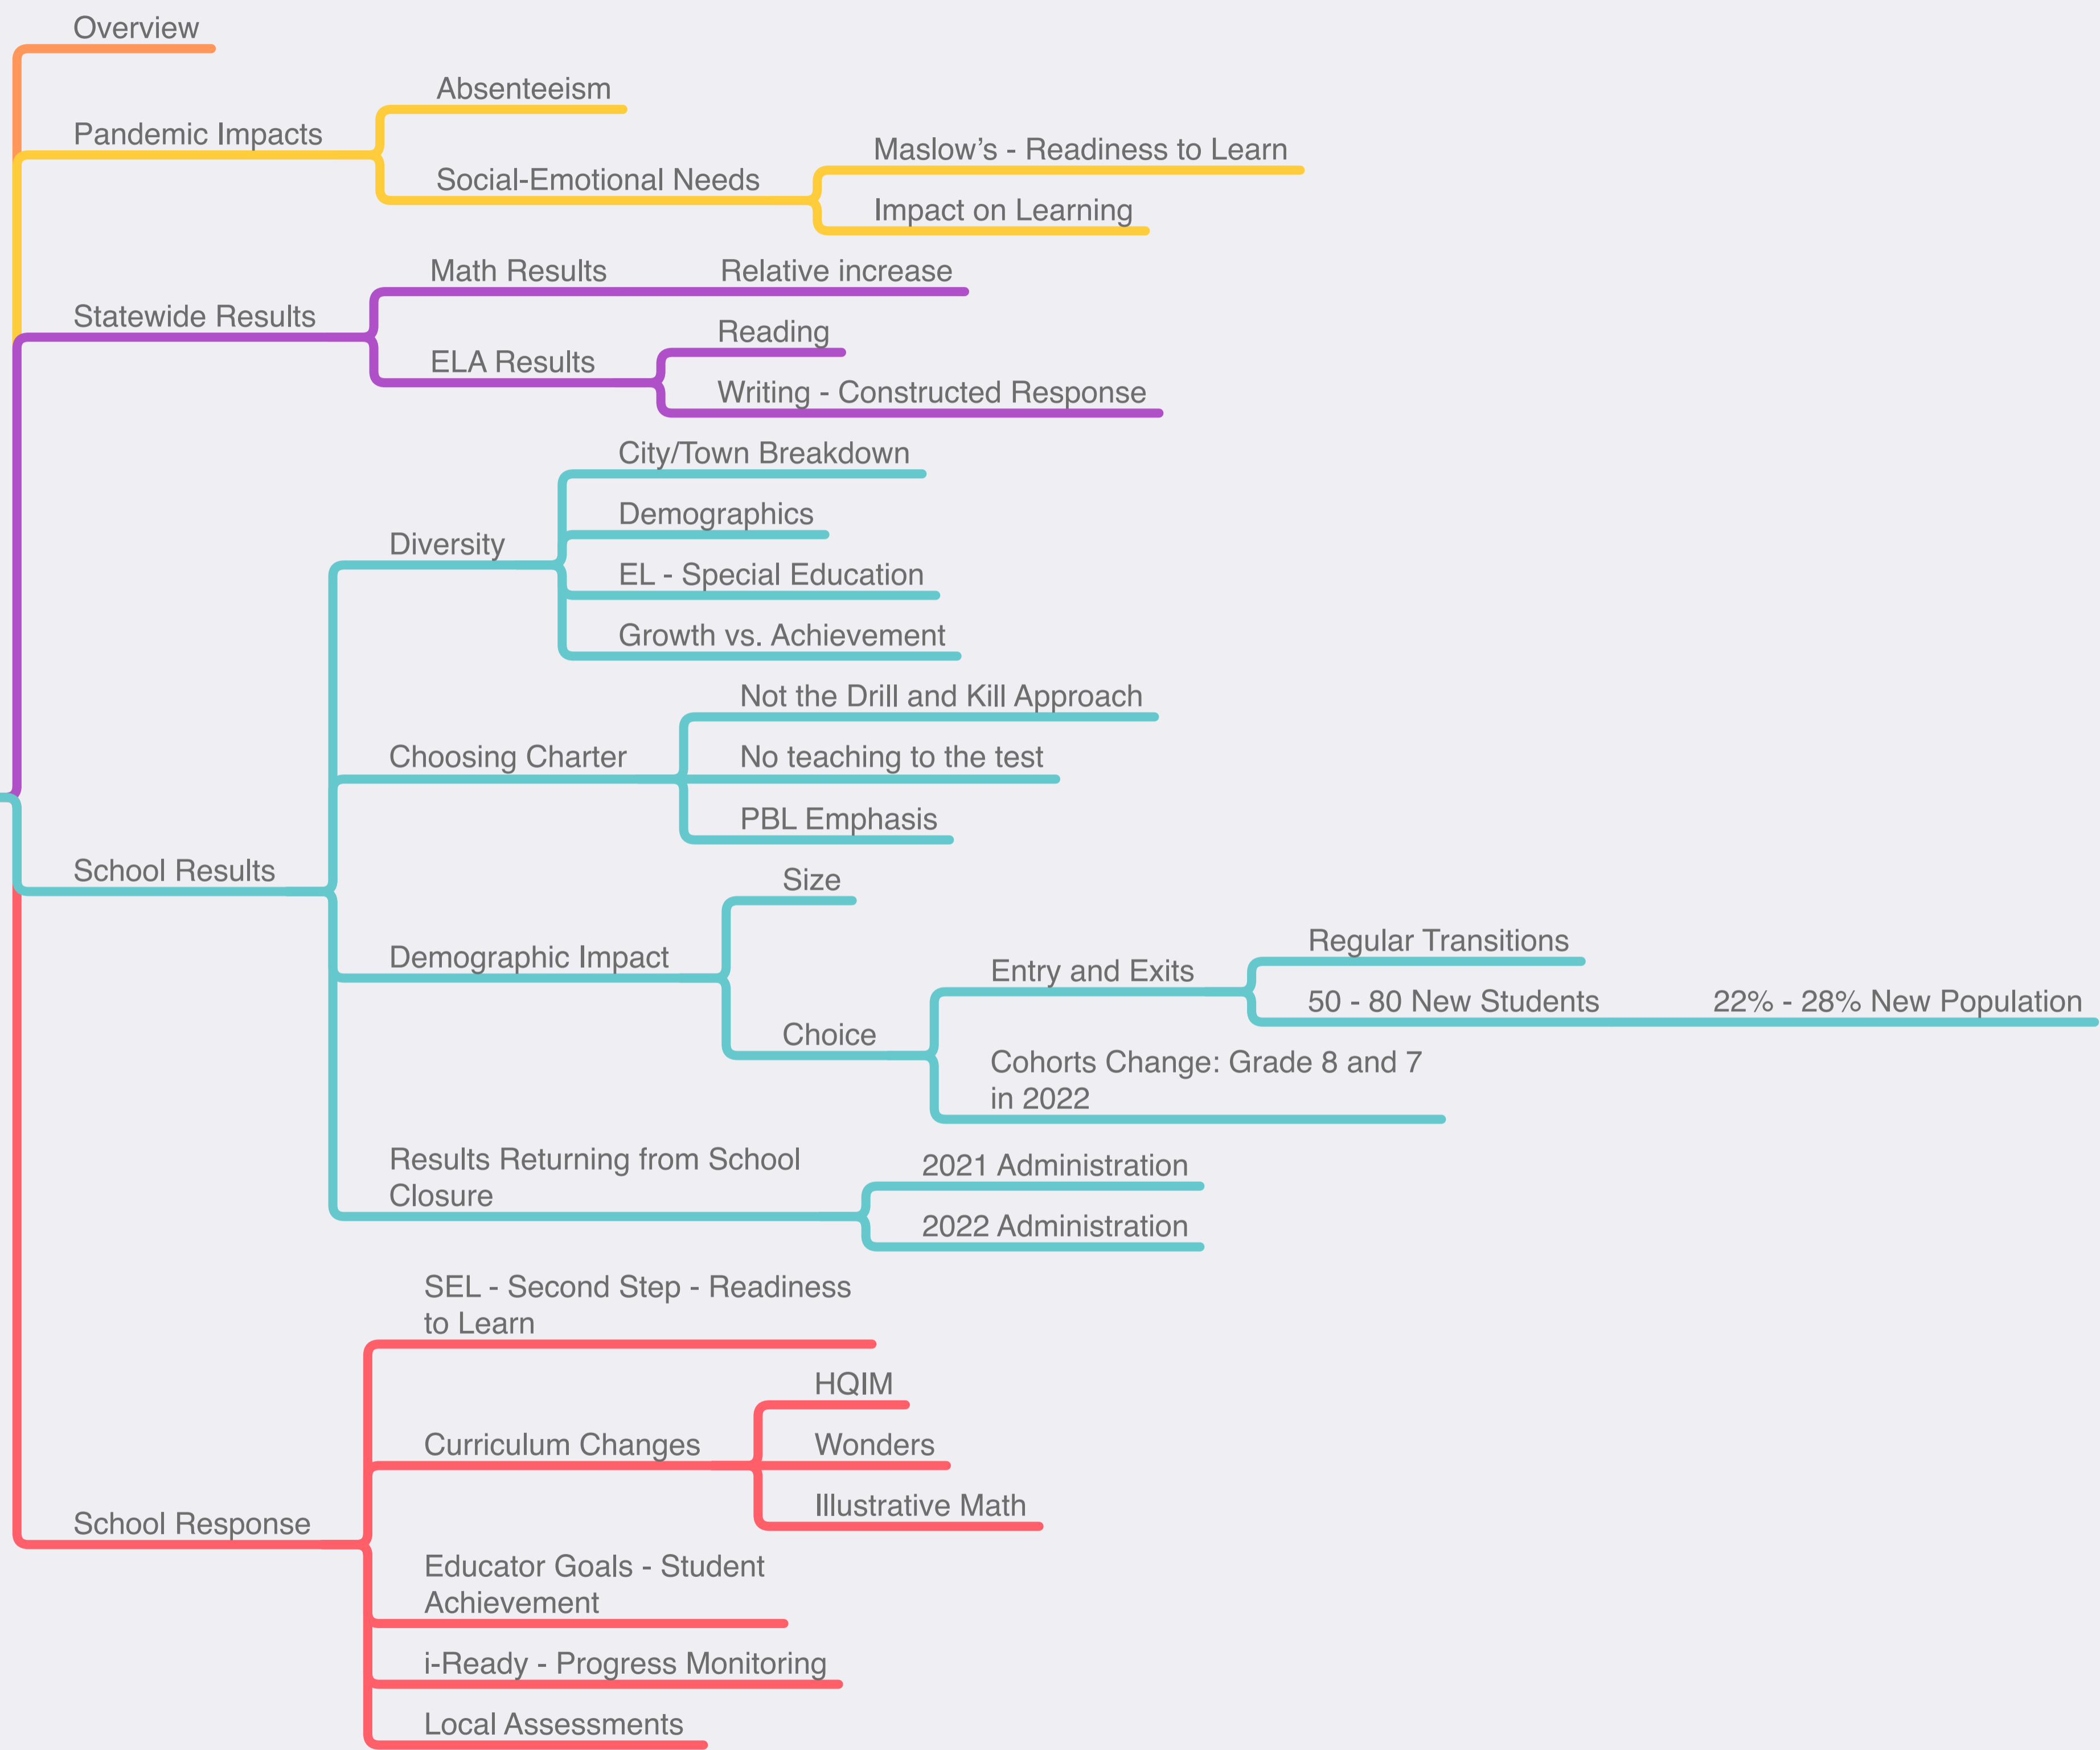 Overview
Pandemic Impacts
Absenteeism
Social-Emotional Needs
Maslow’s - Readiness to Learn
Impact on Learning
Statewide Results
Math Results
Relative increase
ELA Results
Reading
Writing - Constructed Response
School Results
Diversity
City/Town Breakdown
Demographics
EL - Special Education
Growth vs. Achievement
Choosing Charter
Not the Drill and Kill Approach
No teaching to the test
PBL Emphasis
Demographic Impact
Size
Choice
Entry and Exits
Regular Transitions
50 - 80 New Students
22% - 28% New Population
Cohorts Change: Grade 8 and 7
in 2022
Results Returning from School
Closure
2021 Administration
2022 Administration
School Response
SEL - Second Step - Readiness
to Learn
Curriculum Changes
HQIM
Wonders
Illustrative Math
Educator Goals - Student
Achievement
i-Ready - Progress Monitoring
Local Assessments